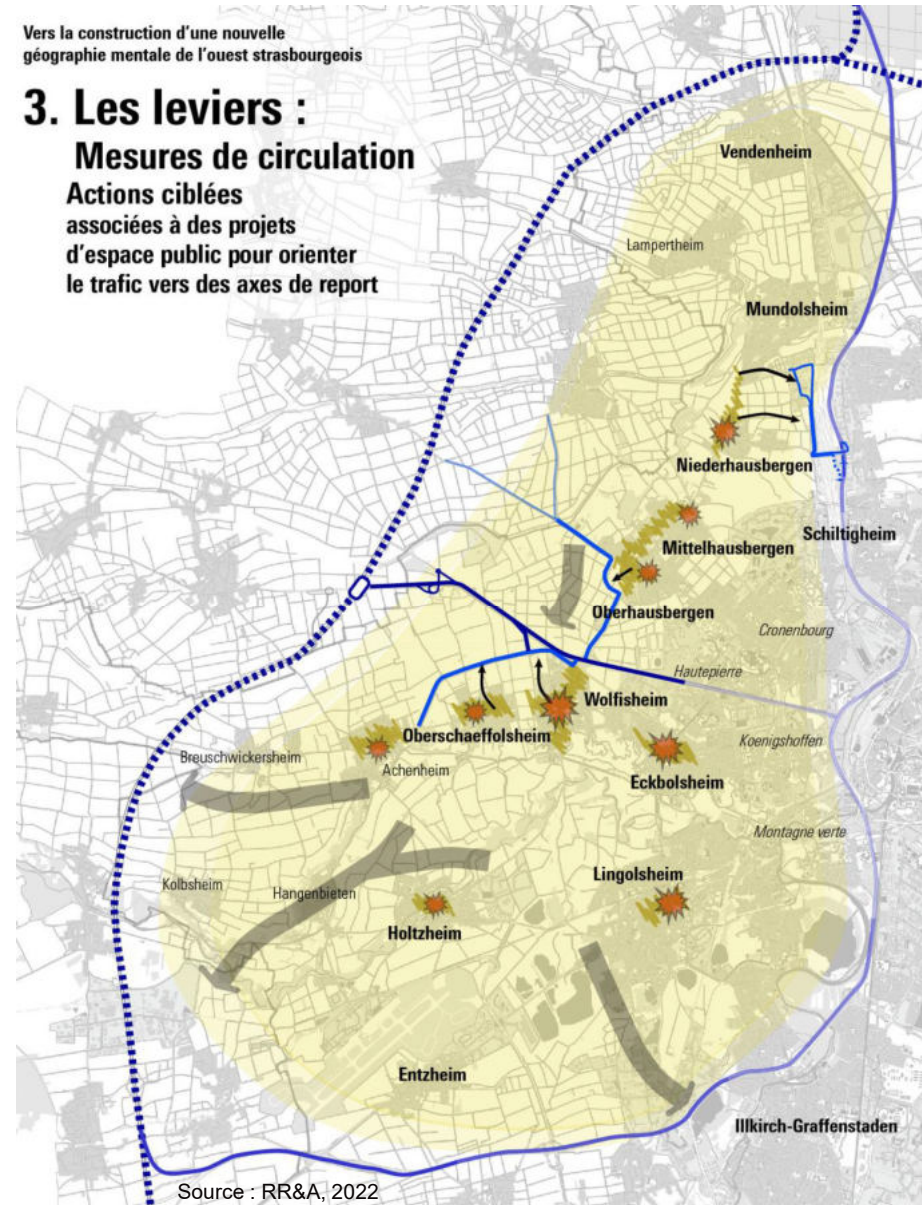 Vers la construction d'une nouvelle
géographie mentale de l'ouest strasbourgeois
3. Les leviers :
Mesures de circulation
Actions ciblées
associées à des projets
d'espace public pour orienter
le trafic vers des axes de report
Vendenheim
Lampertheim
Mundolsheim
Niederhausbergen
Schiltigheim
Mittelhausbergen
Oberhausbergen
Cronenbourg
Hautepierre
Wolfisheim
Oberschaeffolsheim
Koenigshoffen
Breuschwickersheim
Achenheim
Eckbolsheim
Montagne verte
Lingolsheim
Kolbsheim
Hangenbieten
Holtzheim
Entzheim
Illkirch-Graffenstaden
Source : RR&A, 2022